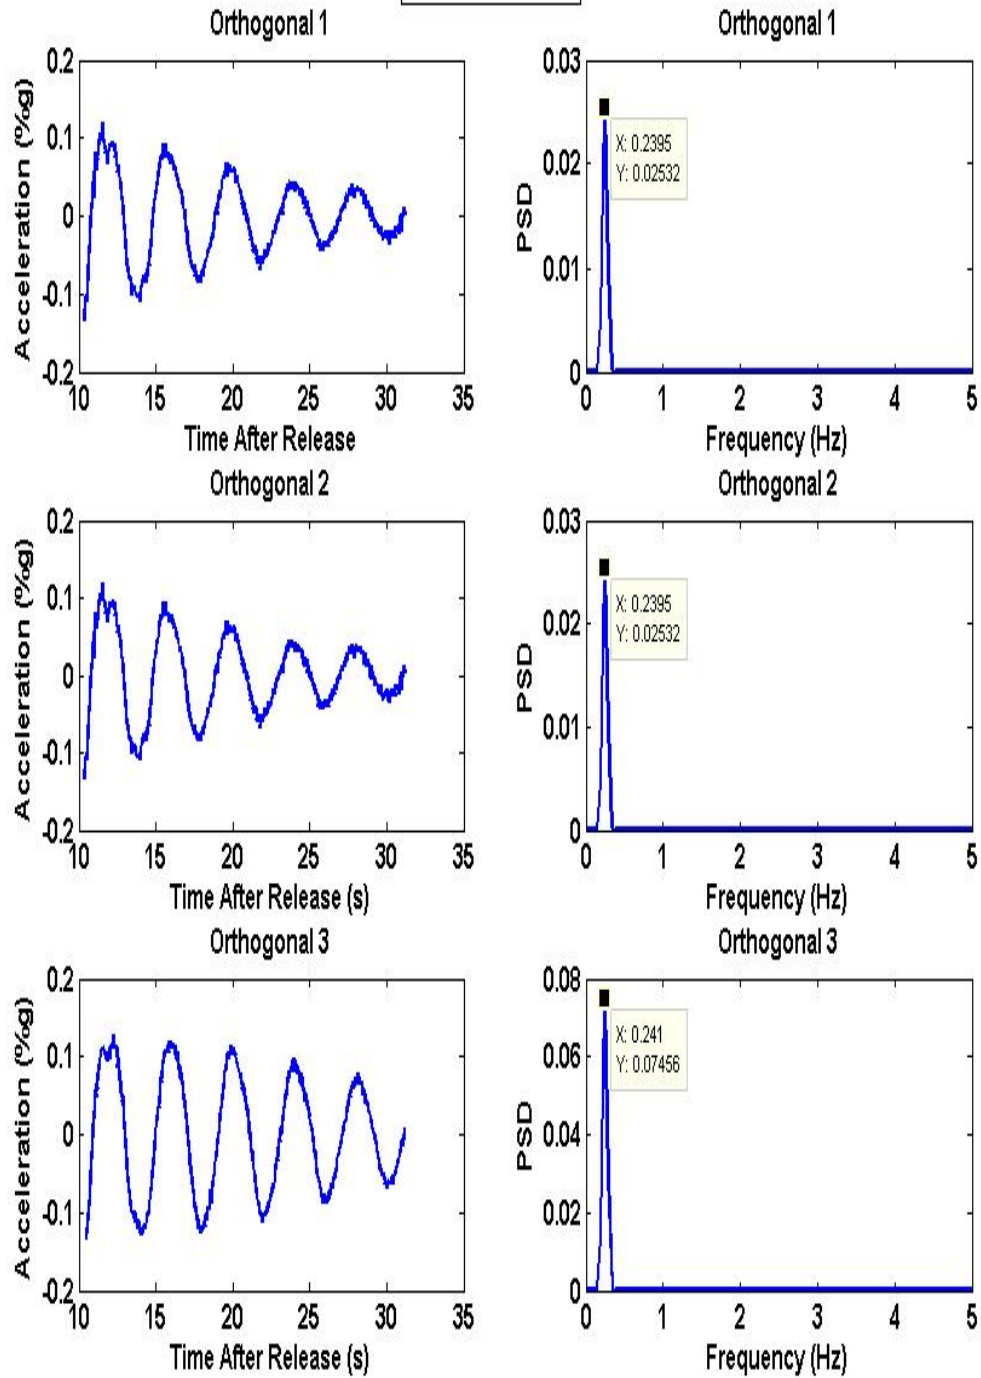 Orthogonal 1
Acceleration (%g)
0.2
0.1
0
-0.1
-0.2
10 15 20 25 30 35
Time After Release
Orthogonal 1
PSD
0.03
0.02
0.01
0
X: 0.2395
Y: 0.02532
0 1 2 3 4 5
Frequency (Hz)
Orthogonal 2
Acceleration (%g)
0.2
0.1
0
-0.1
-0.2
10 15 20 25 30 35
Time After Release (s)
Orthogonal 2
PSD
0.03
0.02
0.01
0
X: 0.2395
Y: 0.02532
0 1 2 3 4 5
Frequency (Hz)
Orthogonal 3
Acceleration (%g)
0.2
0.1
0
-0.1
-0.2
10 15 20 25 30 35
Time After Release (s)
Orthogonal 3
PSD
0.08
0.06
0.04
0.02
0
X: 0.241
Y: 0.07456
0 1 2 3 4 5
Frequency (Hz)